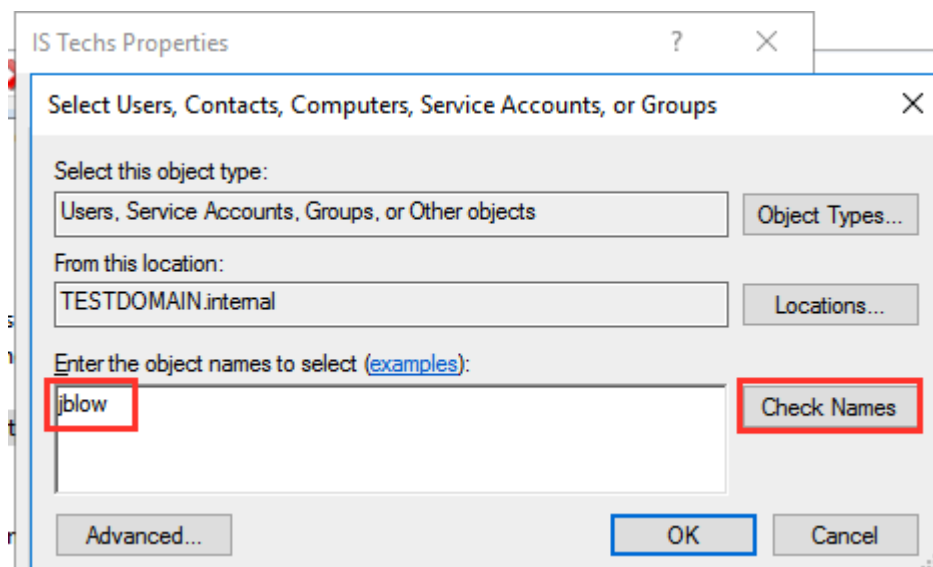 IS Techs Properties
Select Users, Contacts, Computers, Service Accounts, or Groups
Select this object type:
Users, Service Accounts, Groups, or Other objects
Object Types...
From this location:
TESTDOMAIN.internal
Locations...
Enter the object names to select (examples):
jblow
Check Names
Advanced...
OK
Cancel